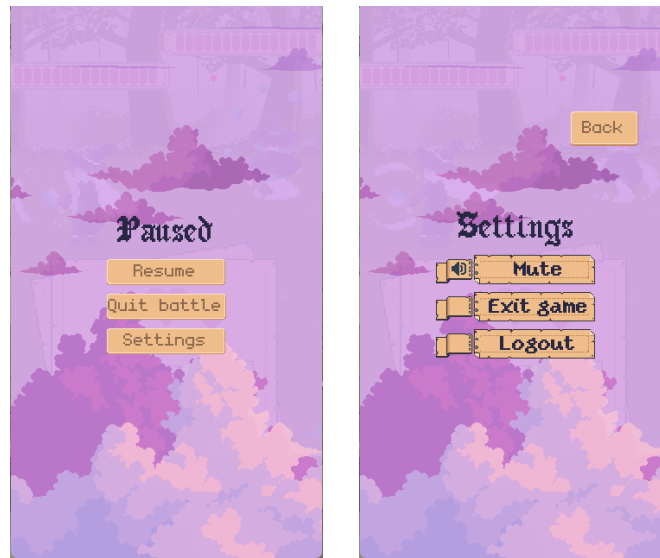 Paused
Resume
Quit battle
Settings
Back
Settings
Mute
Exit game
Logout